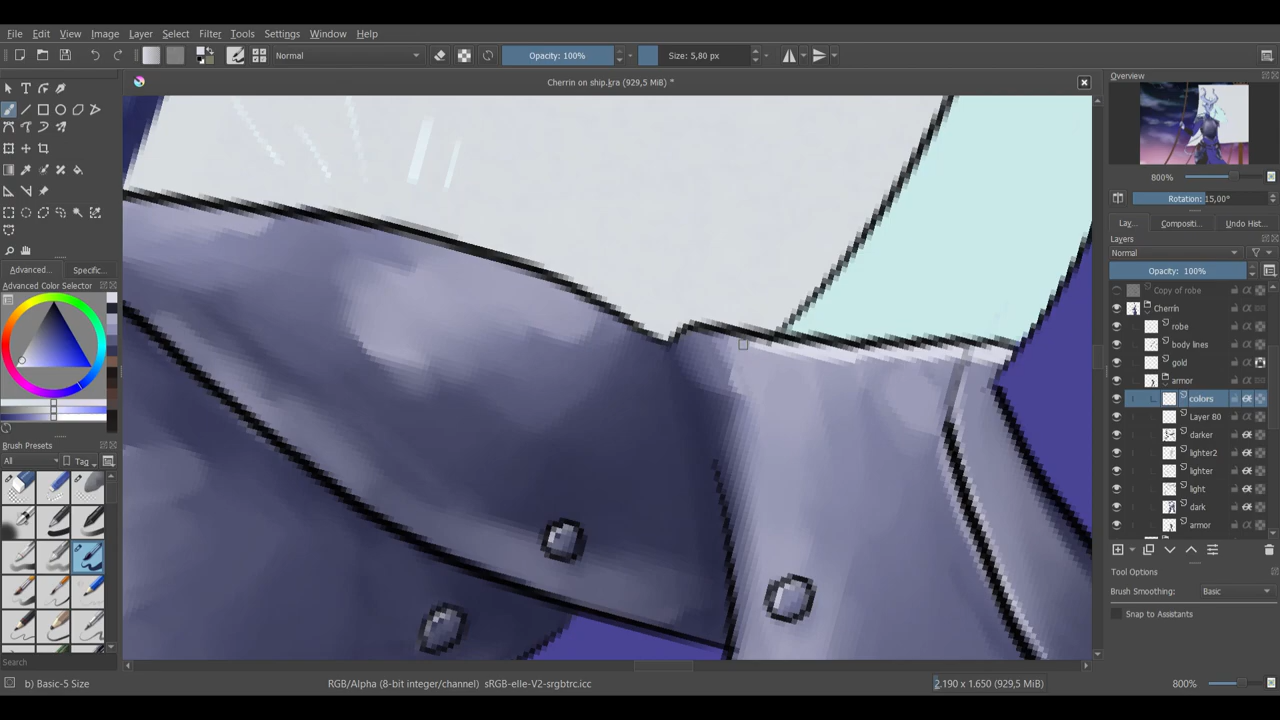 File Edit View Image Layer Select Filter Tools Settings Window Help
Normal Opacity: 100% Size: 5,80 px
Cherrin on ship.kra (929,5 MiB) *
Overview
800%
Rotation: 15,00°
Lay... Compositi... Undo Hist...
Layers
Normal
Opacity: 100%
Copy of robe
Cherrin
robe
body lines
gold
armor
colors
Layer 80
darker
lighter2
lighter
light
dark
armor
Tool Options
Brush Smoothing: Basic
Snap to Assistants
Advanced... Specific...
Advanced Color Selector
Brush Presets
All Tag
Search
b) Basic-5 Size RGB/Alpha (8-bit integer/channel) sRGB-elle-V2-srgbtrc.icc 2.190 x 1.650 (929,5 MiB) 800%